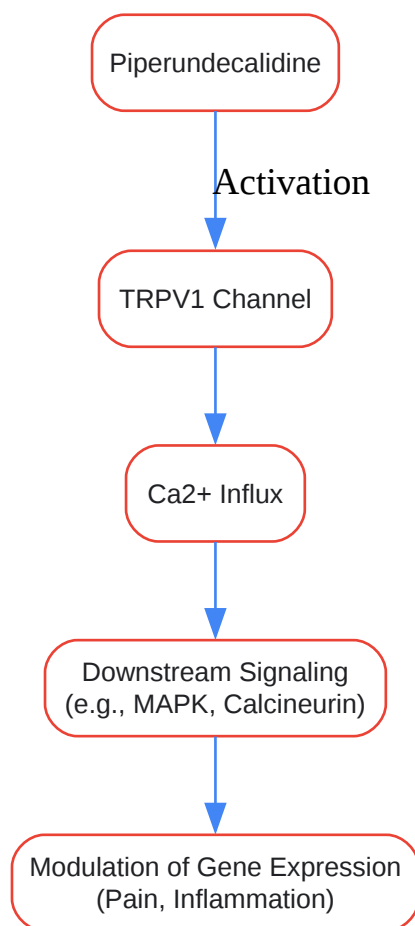 Piperundecalidine
Activation
TRPV1 Channel
Ca2+ Influx
Downstream Signaling
(e.g., MAPK, Calcineurin)
Modulation of Gene Expression
(Pain, Inflammation)